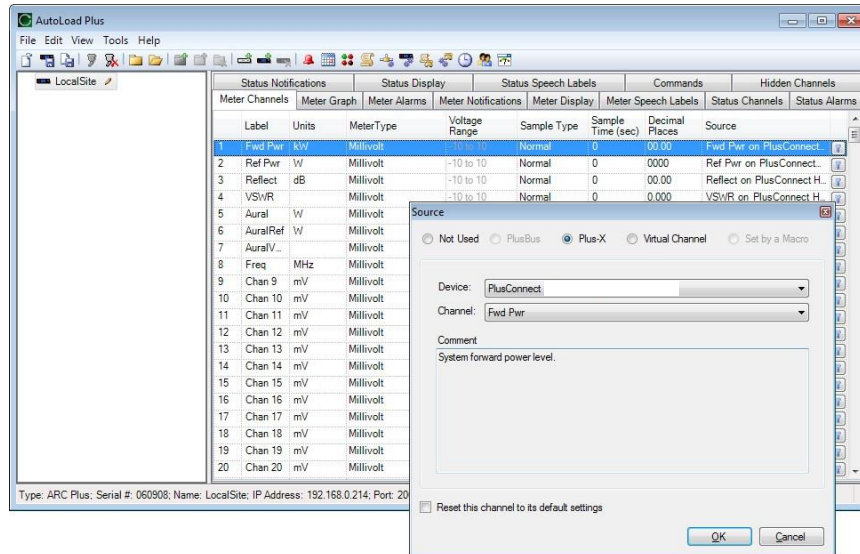 AutoLoad Plus
File Edit View Tools Help
LocalSite
Status Notifications Status Display Status Speech Labels Commands Hidden Channels
Meter Channels Meter Graph Meter Alarms Meter Notifications Meter Display Meter Speech Labels Status Channels Status Alarms
Label Units MeterType Voltage Range Sample Type Sample Time (sec) Decimal Places Source
1 Fwd Pwr kW Millivolt -10 to 10 Normal 0 00.00 Fwd Pwr on PlusConnect...
2 Ref Pwr W Millivolt -10 to 10 Normal 0 0000 Ref Pwr on PlusConnect...
3 Reflect dB Millivolt -10 to 10 Normal 0 00.00 Reflect on PlusConnect H...
4 VSWR Millivolt -10 to 10 Normal 0 0.000 VSWR on PlusConnect H...
5 Aural W Millivolt
6 AuralRef W Millivolt
7 AuralV... Millivolt
8 Freq MHz Millivolt
9 Chan 9 mV Millivolt
10 Chan 10 mV Millivolt
11 Chan 11 mV Millivolt
12 Chan 12 mV Millivolt
13 Chan 13 mV Millivolt
14 Chan 14 mV Millivolt
15 Chan 15 mV Millivolt
16 Chan 16 mV Millivolt
17 Chan 17 mV Millivolt
18 Chan 18 mV Millivolt
19 Chan 19 mV Millivolt
20 Chan 20 mV Millivolt
Type: ARC Plus; Serial #: 060908; Name: LocalSite; IP Address: 192.168.0.214; Port: 20
Source
Not Used PlusBus Plus-X Virtual Channel Set by a Macro
Device: PlusConnect
Channel: Fwd Pwr
Comment
System forward power level.
Reset this channel to its default settings
OK Cancel